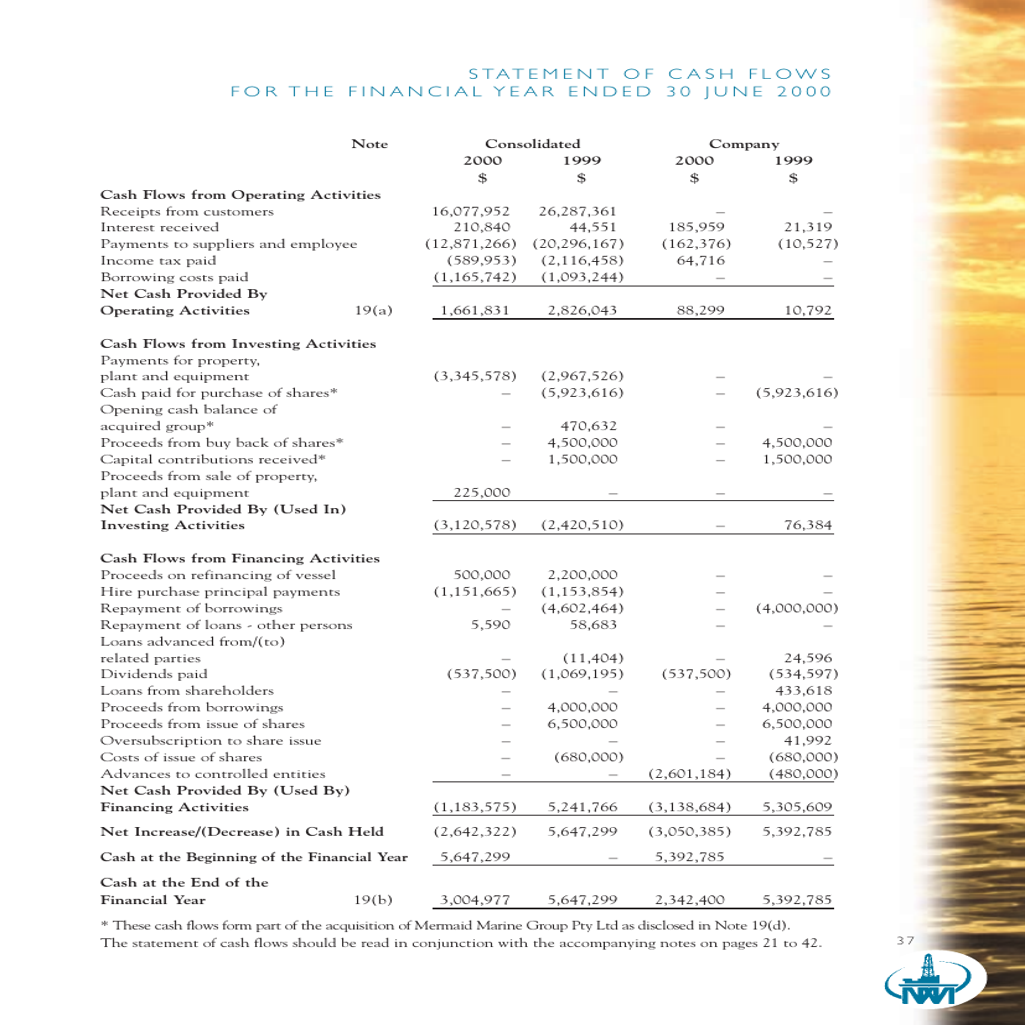 STATEMENT OF CASH FLOWS
FOR THE FINANCIAL YEAR ENDED 30 JUNE 2000
Note Consolidated Company
2000 1999 2000 1999
$ $ $ $
Cash Flows from Operating Activities
Receipts from customers 16,077,952 26,287,361 – –
Interest received 210,840 44,551 185,959 21,319
Payments to suppliers and employee (12,871,266) (20,296,167) (162,376) (10,527)
Income tax paid (589,953) (2,116,458) 64,716 –
Borrowing costs paid (1,165,742) (1,093,244) – –
Net Cash Provided By
Operating Activities 19(a) 1,661,831 2,826,043 88,299 10,792
Cash Flows from Investing Activities
Payments for property,
plant and equipment (3,345,578) (2,967,526) – –
Cash paid for purchase of shares* – (5,923,616) – (5,923,616)
Opening cash balance of
acquired group* – 470,632 – –
Proceeds from buy back of shares* – 4,500,000 – 4,500,000
Capital contributions received* – 1,500,000 – 1,500,000
Proceeds from sale of property,
plant and equipment 225,000 – – –
Net Cash Provided By (Used In)
Investing Activities (3,120,578) (2,420,510) – 76,384
Cash Flows from Financing Activities
Proceeds on refinancing of vessel 500,000 2,200,000 – –
Hire purchase principal payments (1,151,665) (1,153,854) – –
Repayment of borrowings – (4,602,464) – (4,000,000)
Repayment of loans - other persons 5,590 58,683 – –
Loans advanced from/(to)
related parties – (11,404) – 24,596
Dividends paid (537,500) (1,069,195) (537,500) (534,597)
Loans from shareholders – – – 433,618
Proceeds from borrowings – 4,000,000 – 4,000,000
Proceeds from issue of shares – 6,500,000 – 6,500,000
Oversubscription to share issue – – – 41,992
Costs of issue of shares – (680,000) – (680,000)
Advances to controlled entities – – (2,601,184) (480,000)
Net Cash Provided By (Used By)
Financing Activities (1,183,575) 5,241,766 (3,138,684) 5,305,609
Net Increase/(Decrease) in Cash Held (2,642,322) 5,647,299 (3,050,385) 5,392,785
Cash at the Beginning of the Financial Year 5,647,299 – 5,392,785 –
Cash at the End of the
Financial Year 19(b) 3,004,977 5,647,299 2,342,400 5,392,785
* These cash flows form part of the acquisition of Mermaid Marine Group Pty Ltd as disclosed in Note 19(d).
The statement of cash flows should be read in conjunction with the accompanying notes on pages 21 to 42.
37